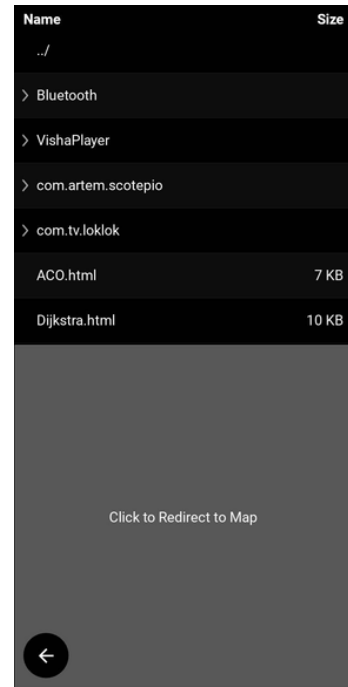 Name Size
../
Bluetooth
VishaPlayer
com.artem.scotepio
com.tv.loklok
ACO.html 7 KB
Dijkstra.html 10 KB
Click to Redirect to Map